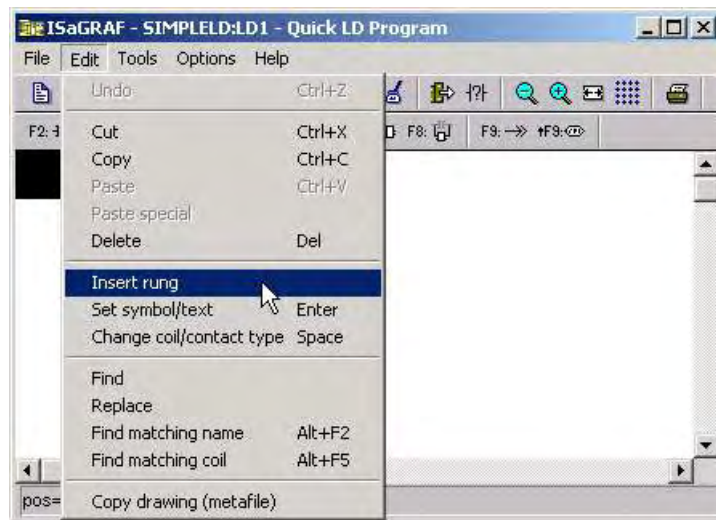 ISaGRAF - SIMPLELD:LD1 - Quick LD Program
File Edit Tools Options Help
Undo Ctrl+Z
F2: F8: F9: ↑F9:
Cut Ctrl+X
Copy Ctrl+C
Paste Ctrl+V
Paste special
Delete Del
Insert rung
Set symbol/text Enter
Change coil/contact type Space
Find
Replace
Find matching name Alt+F2
Find matching coil Alt+F5
pos=
Copy drawing (metafile)